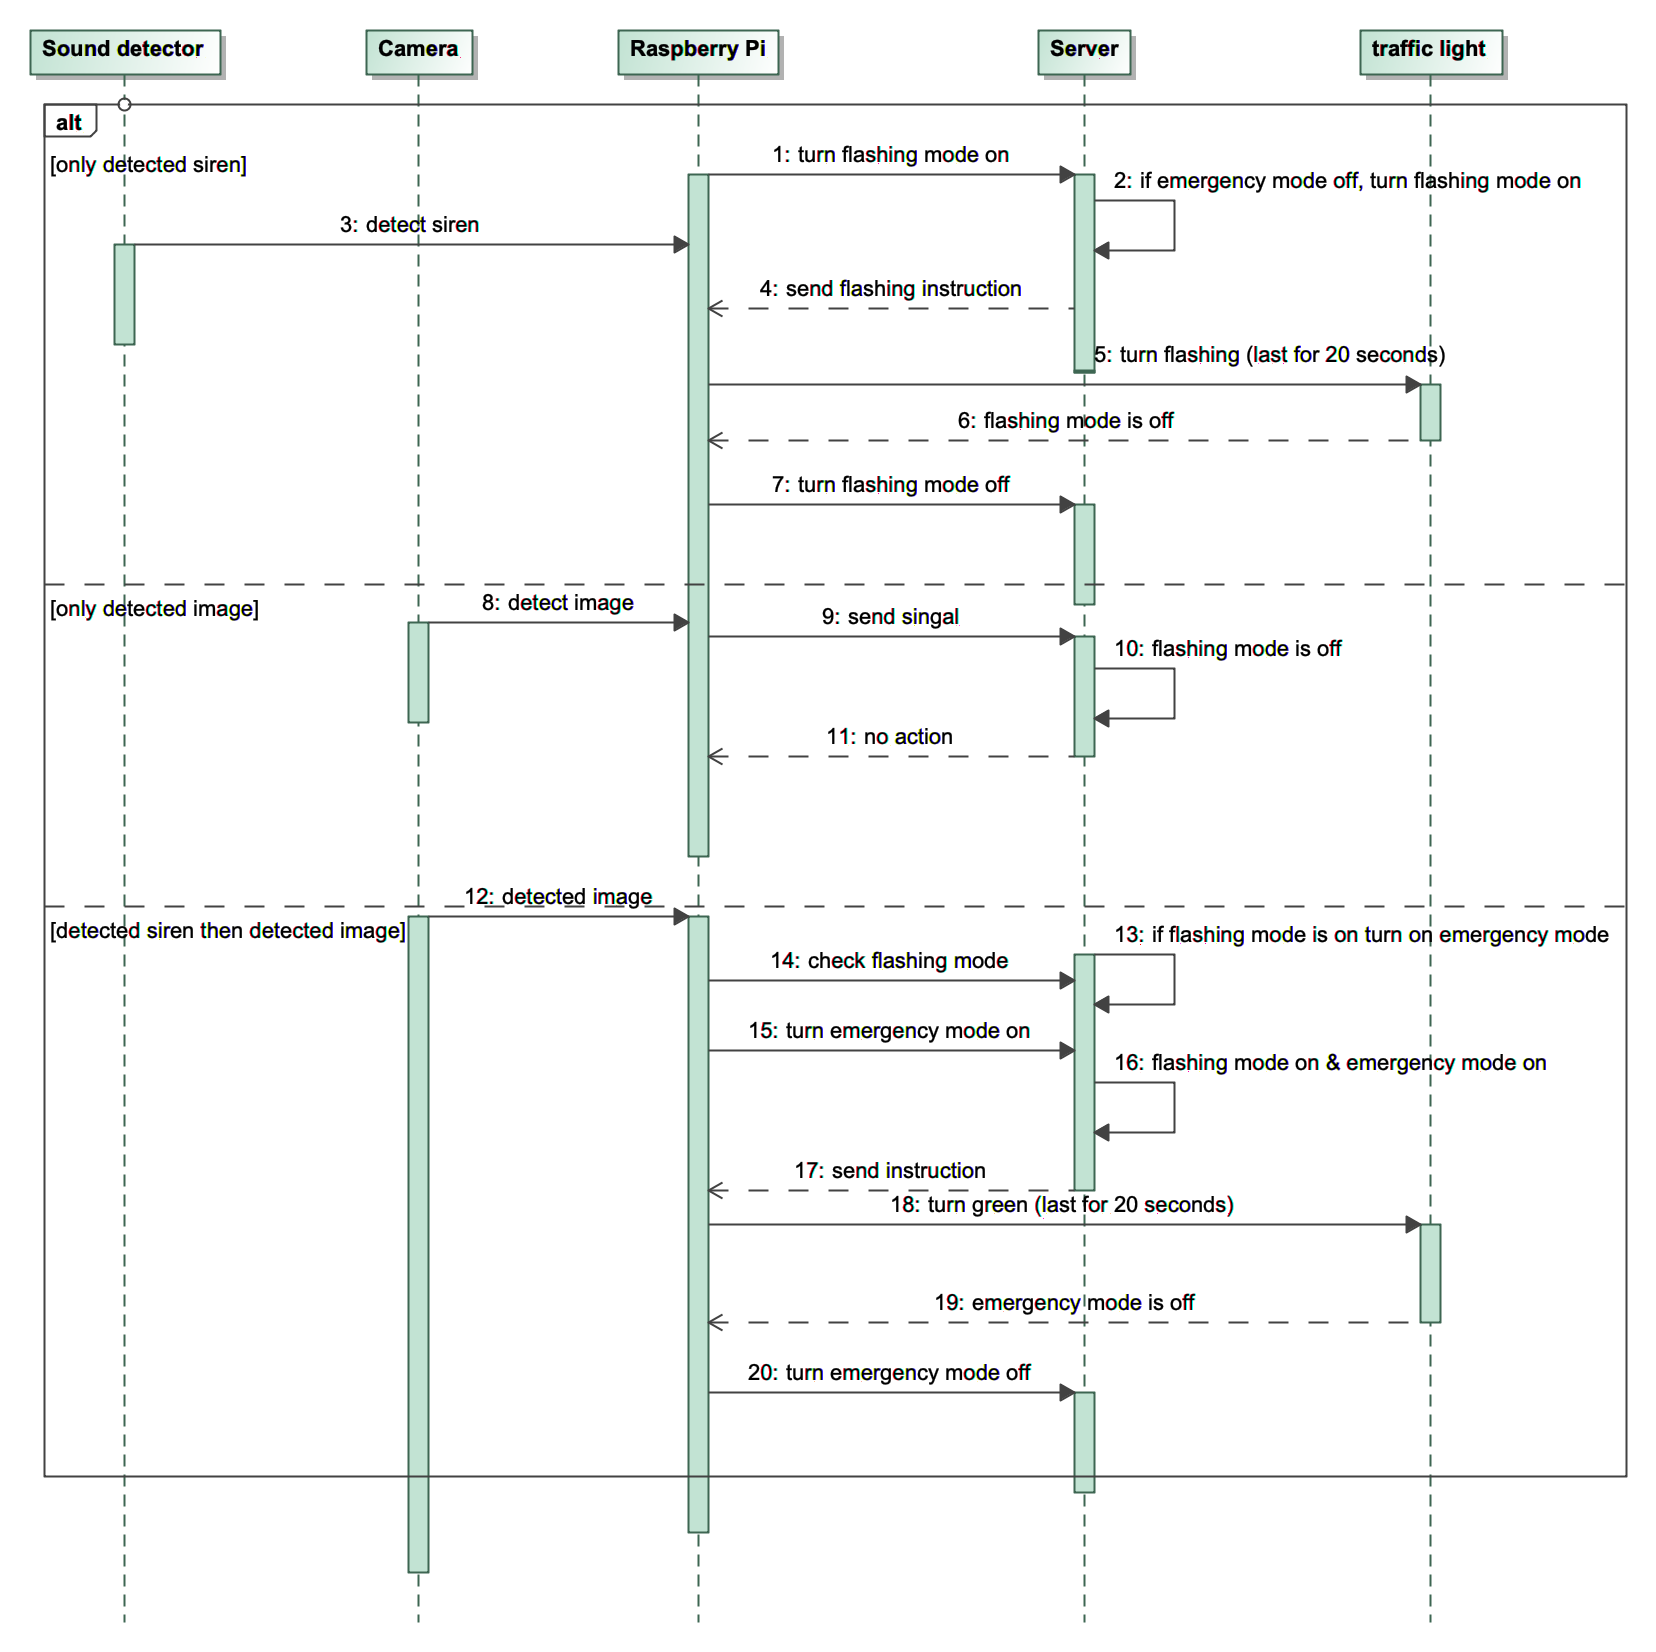 Sound detector
Camera
Raspberry Pi
Server
traffic light
alt
[only detected siren]
1: turn flashing mode on
2: if emergency mode off, turn flashing mode on
3: detect siren
4: send flashing instruction
5: turn flashing (last for 20 seconds)
6: flashing mode is off
7: turn flashing mode off
[only detected image]
8: detect image
9: send singal
10: flashing mode is off
11: no action
12: detected image
[detected siren then detected image]
13: if flashing mode is on turn on emergency mode
14: check flashing mode
15: turn emergency mode on
16: flashing mode on & emergency mode on
17: send instruction
18: turn green (last for 20 seconds)
19: emergency mode is off
20: turn emergency mode off